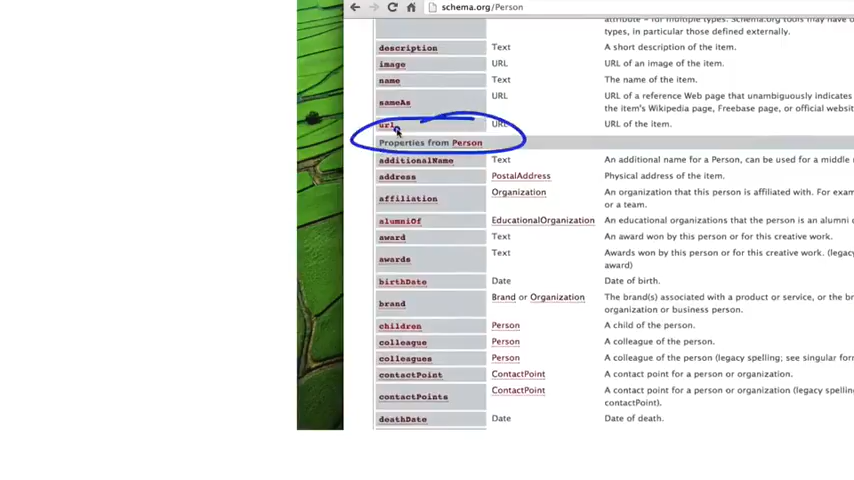 schema.org/Person
attribute - for multiple types. Schema.org tools may have o
types, in particular those defined externally.
description Text A short description of the item.
image URL URL of an image of the item.
name Text The name of the item.
sameAs URL URL of a reference Web page that unambiguously indicates
the item's Wikipedia page, Freebase page, or official websit
url URL URL of the item.
Properties from Person
additionalName Text An additional name for a Person, can be used for a middle
address PostalAddress Physical address of the item.
affiliation Organization An organization that this person is affiliated with. For exam
or a team.
alumniOf EducationalOrganization An educational organizations that the person is an alumni
award Text An award won by this person or for this creative work.
awards Text Awards won by this person or for this creative work. (legacy
award)
birthDate Date Date of birth.
brand Brand or Organization The brand(s) associated with a product or service, or the br
organization or business person.
children Person A child of the person.
colleague Person A colleague of the person.
colleagues Person A colleague of the person (legacy spelling; see singular form
contactPoint ContactPoint A contact point for a person or organization.
contactPoints ContactPoint A contact point for a person or organization (legacy
contactPoint).
deathDate Date Date of death.